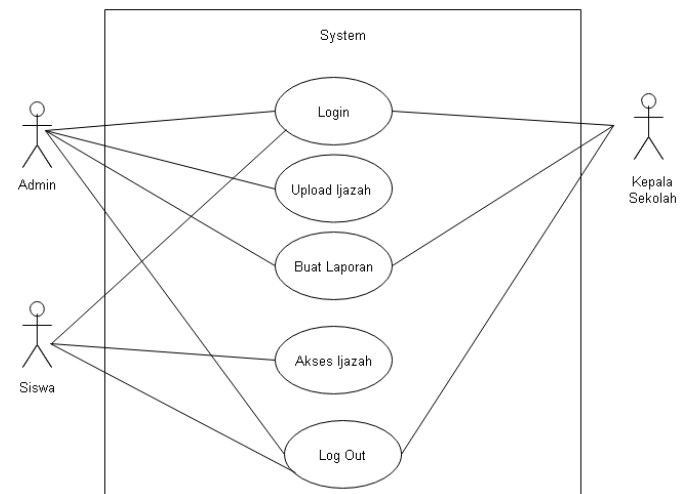 System
Login
Admin
Upload Ijazah
Kepala
Sekolah
Buat Laporan
Akses Ijazah
Siswa
Log Out